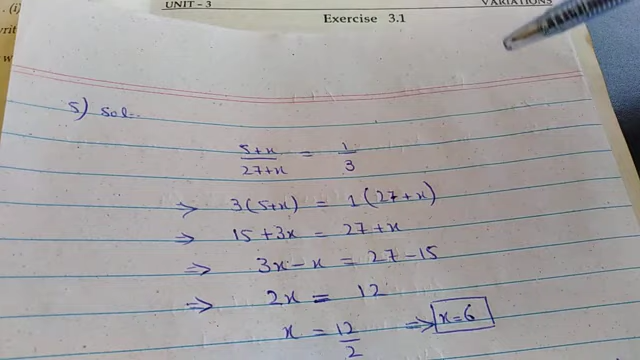 . (i)
UNIT – 3 VARIATIONS
Exercise 3.1
5) Sol.
5+x/27+x = 1/3
⇒ 3(5+x) = 1(27+x)
⇒ 15+3x = 27+x
⇒ 3x-x = 27-15
⇒ 2x = 12
x = 12/2 ⇒ x=6